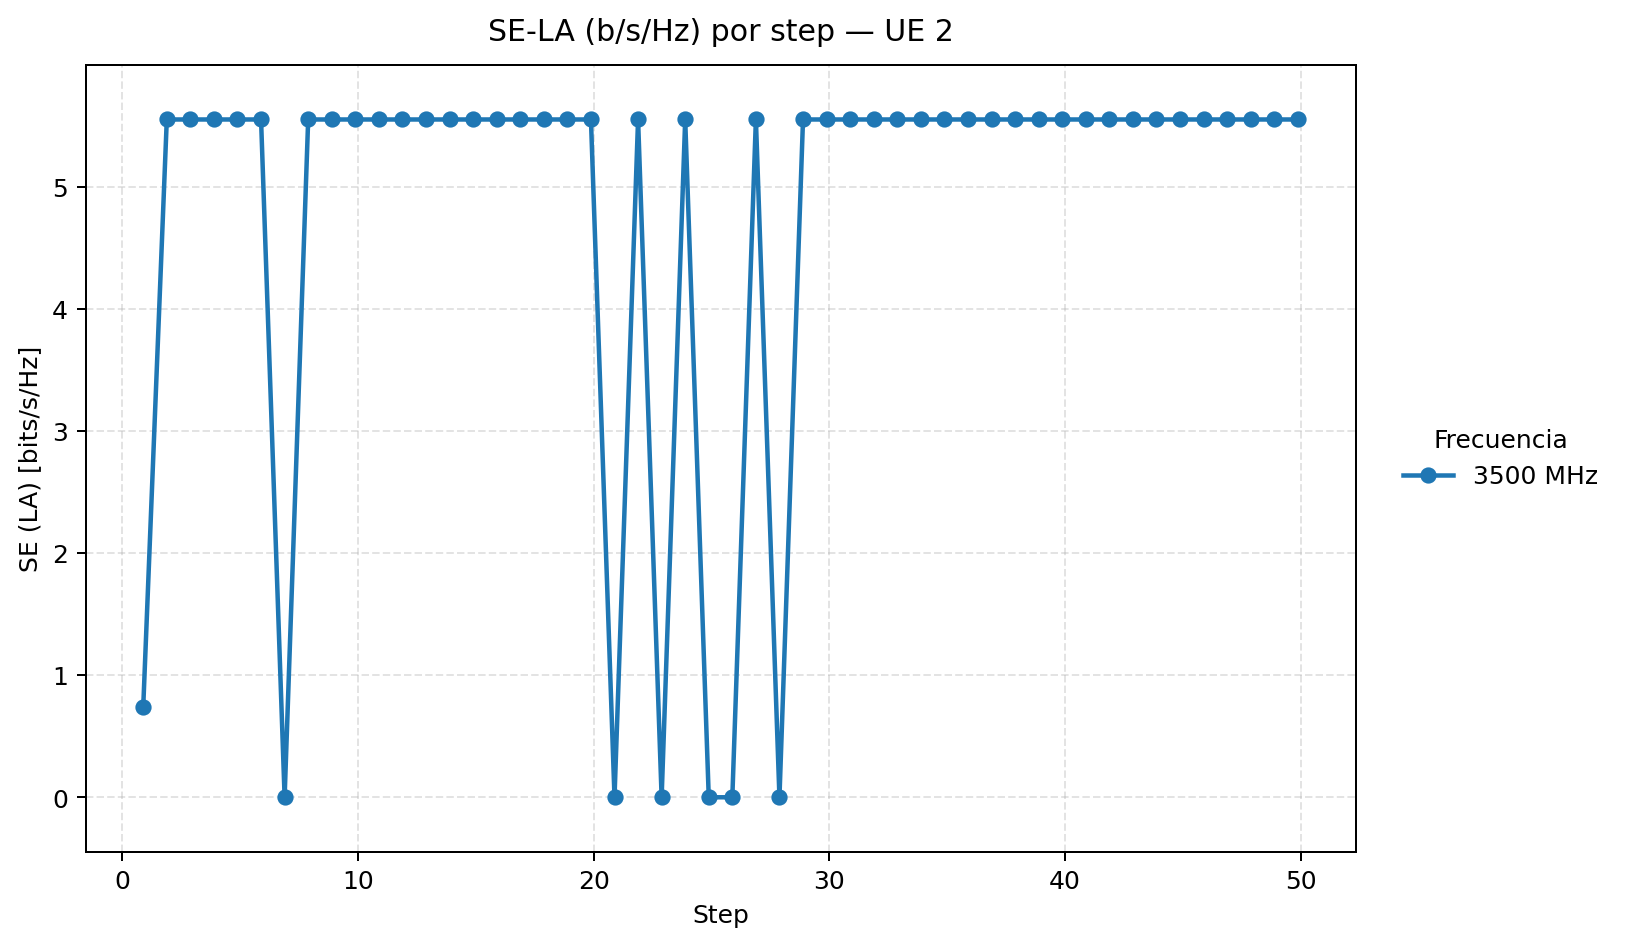 SE-LA (b/s/Hz) por step — UE 2
SE (LA) [bits/s/Hz]
5
4
3
2
1
0
0 10 20 30 40 50
Step
Frecuencia
3500 MHz